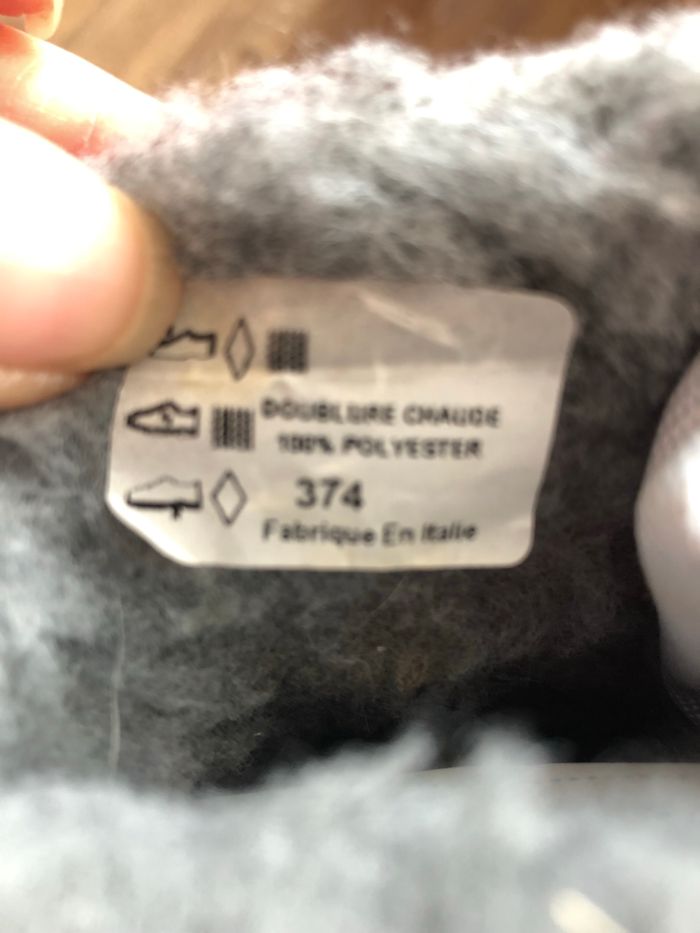 DOUBLURE CHAUDE
100% POLYESTER
374
Fabrique En Italie